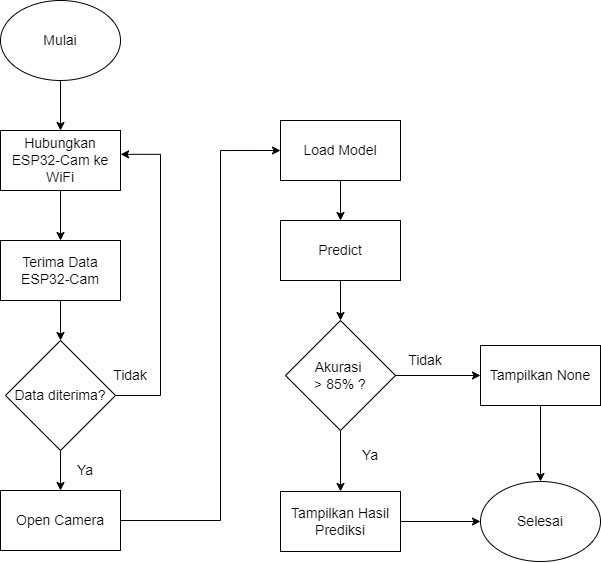 Mulai
Hubungkan
ESP32-Cam ke
WiFi
Terima Data
ESP32-Cam
Data diterima?
Tidak
Ya
Open Camera
Load Model
Predict
Akurasi
> 85% ?
Tidak
Tampilkan None
Ya
Tampilkan Hasil
Prediksi
Selesai